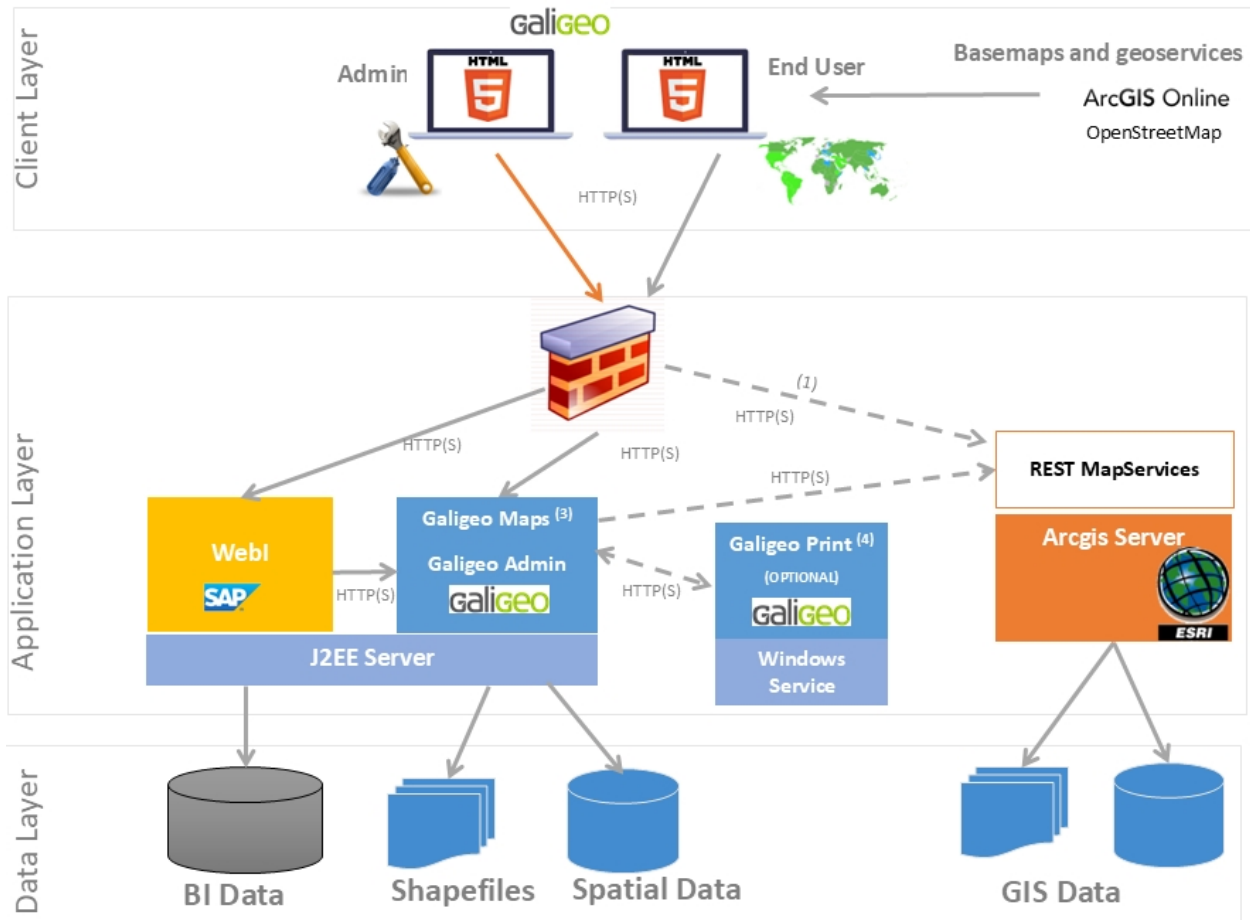 Client Layer
GALIGEO
Admin
HTML
5
HTML
5
End User
Basemaps and geoservices
ArcGIS Online
OpenStreetMap
HTTP(S)
Application Layer
(1)
HTTP(S)
HTTP(S)
HTTP(S)
HTTP(S)
REST MapServices
WebI
SAP
HTTP(S)
Galigeo Maps (3)
Galigeo Admin
GALIGEO
HTTP(S)
Galigeo Print (4)
(OPTIONAL)
GALIGEO
Arcgis Server
ESRI
J2EE Server
Windows
Service
Data Layer
BI Data
Shapefiles
Spatial Data
GIS Data